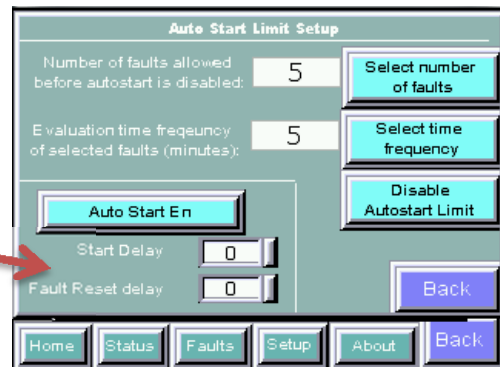 Auto Start Limit Setup
Number of faults allowed
before autostart is disabled:
5
Select number
of faults
Evaluation time freqeuncy
of selected faults (minutes):
5
Select time
frequency
Disable
Autostart Limit
Auto Start En
Start Delay
0
Fault Reset delay
0
Back
Home
Status
Faults
Setup
About
Back